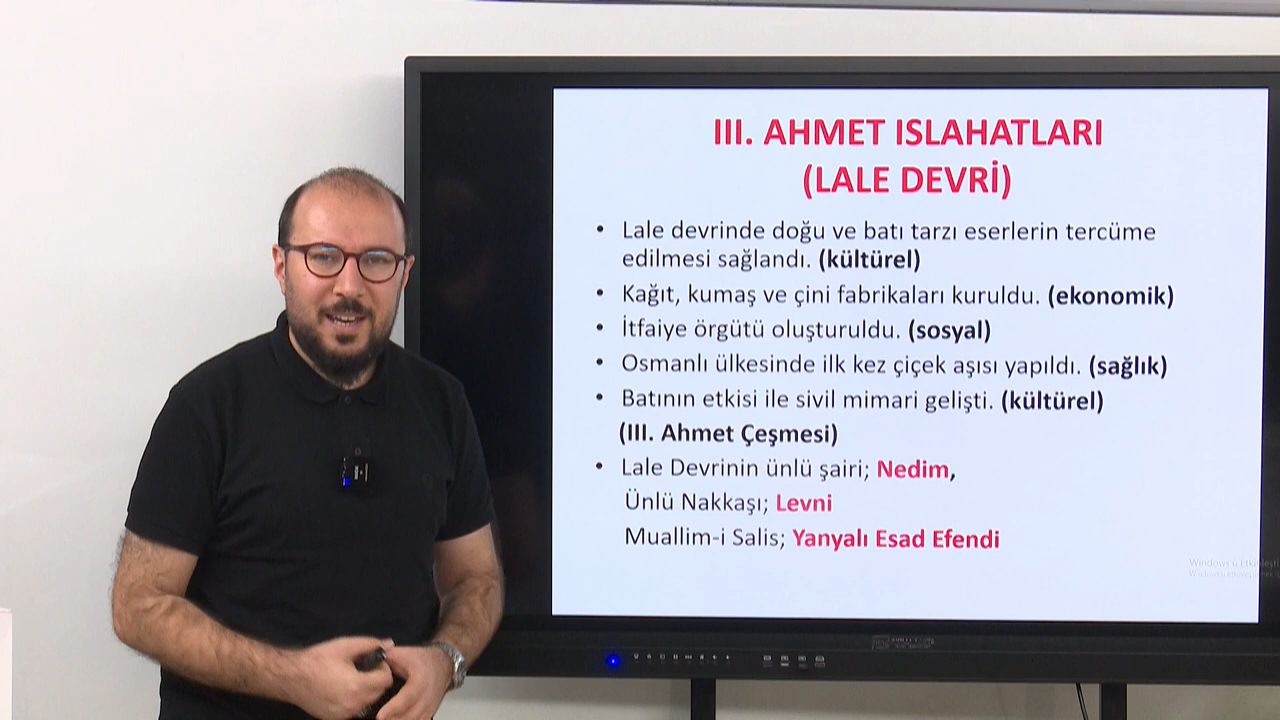 III. AHMET ISLAHATLARI
(LALE DEVRİ)
• Lale devrinde doğu ve batı tarzı eserlerin tercüme
edilmesi sağlandı. (kültürel)
• Kağıt, kumaş ve çini fabrikaları kuruldu. (ekonomik)
• İtfaiye örgütü oluşturuldu. (sosyal)
• Osmanlı ülkesinde ilk kez çiçek aşısı yapıldı. (sağlık)
• Batının etkisi ile sivil mimari gelişti. (kültürel)
(III. Ahmet Çeşmesi)
• Lale Devrinin ünlü şairi; Nedim,
Ünlü Nakkaşı; Levni
Muallim-i Salis; Yanyalı Esad Efendi